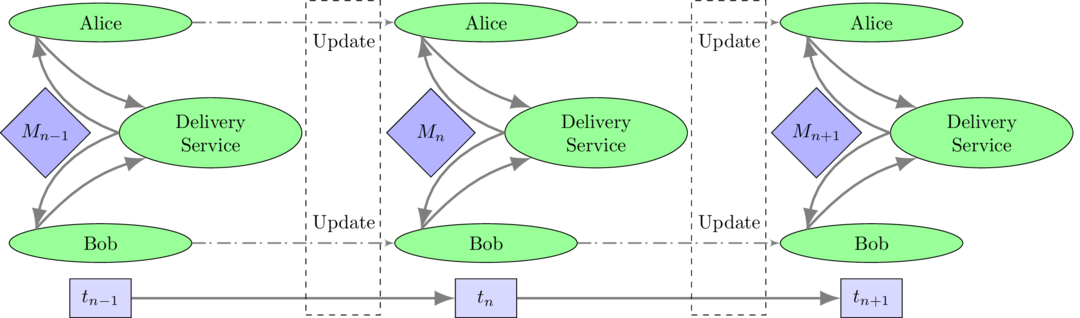 Alice Alice Alice
Update Update
M_{n-1} Delivery Service M_n Delivery Service M_{n+1} Delivery Service
Update Update
Bob Bob Bob
t_{n-1} t_n t_{n+1}